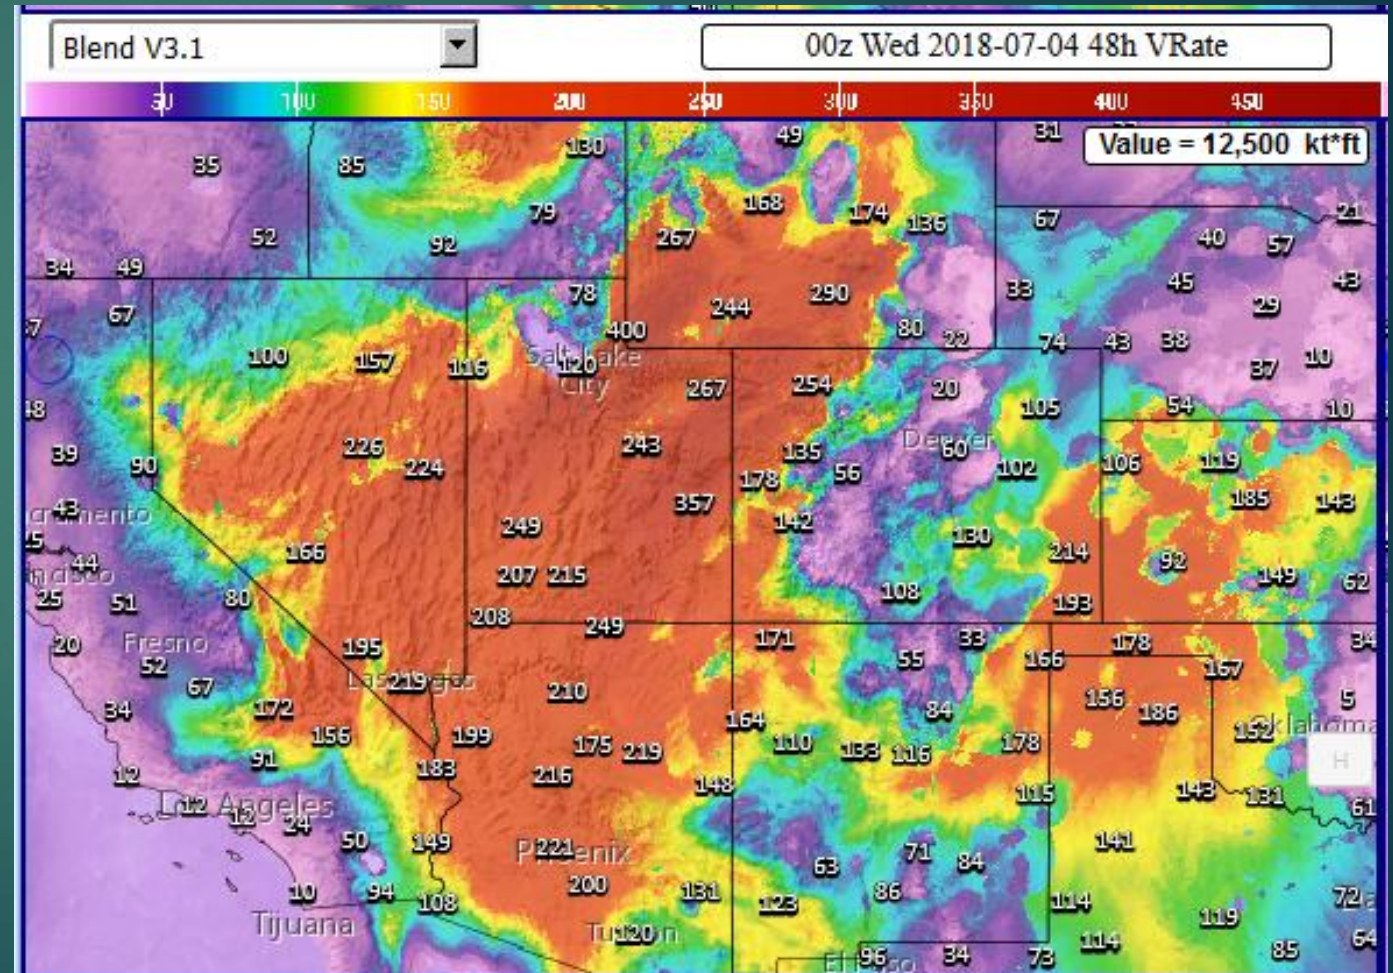 Blend V3.1
00z Wed 2018-07-04 48h VRate
50 100 150 200 250 300 350 400 450
Value = 12,500 kt*ft
35 85 130 49 31
79 168 174 136 67 21
52 92 267 40 57
34 49
67 78 244 290 33 45 29 43
400 80 22 74 43 38
100 157 116 120 37 10
Salt Lake
City
267 254 20 105 54 10
39 90 226 224 243 135 Denver 60
178 56 102 106 119
43 357 142 185 143
249
44 166 130 214 92
207 215 149 62
25 51 80 108 193
208 249
20 Fresno 195 171 55 33 166 178 167 34
52
67 219 Las Vegas 210 84 156 186 5
34 172 164
156 199 175 219 110 133 116 178 152 Oklahoma
91 183 H
12 216 148 115 143 131 61
Los Angeles
12 12 24
50 149 Phoenix 221 63 71 84 141
10 94 108 200 131 123 86 114 119 72
Tijuana Tucson 120 114 85 64
El Paso 96 34 73